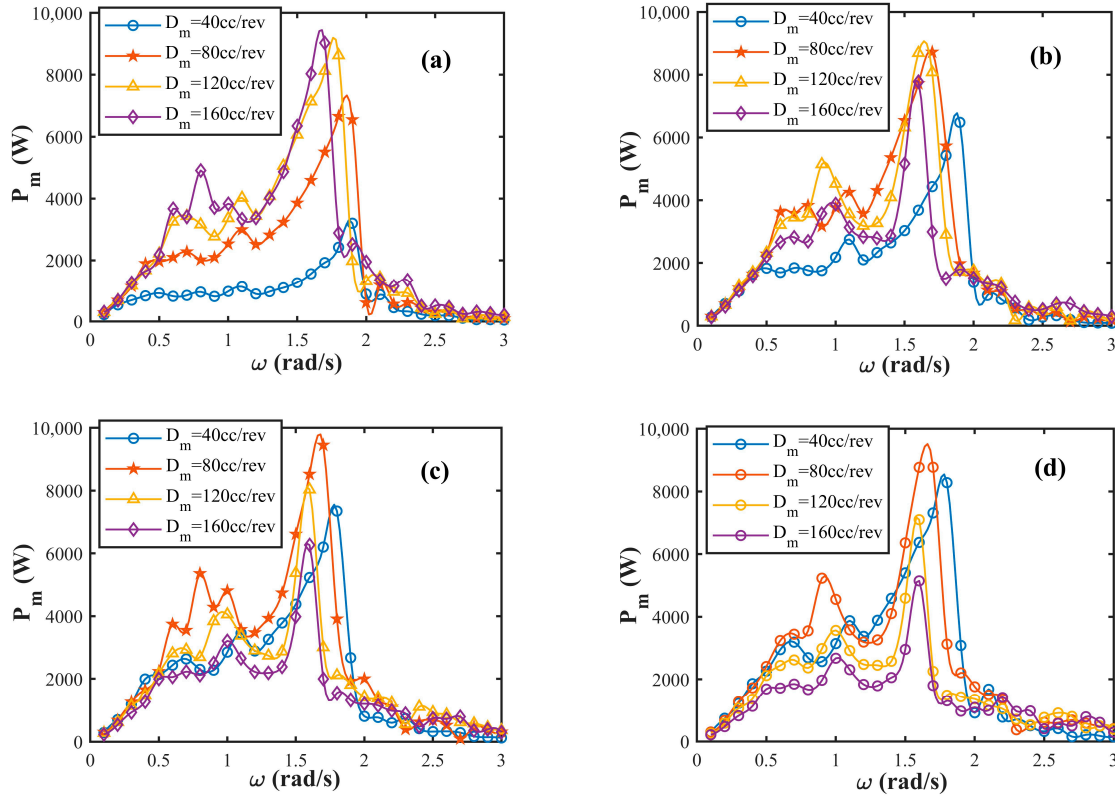 10,000
8000
6000
4000
2000
0
P_m (W)
D_m=40cc/rev
D_m=80cc/rev
D_m=120cc/rev
D_m=160cc/rev
(a)
0 0.5 1 1.5 2 2.5 3
ω (rad/s)
10,000
8000
6000
4000
2000
0
P_m (W)
D_m=40cc/rev
D_m=80cc/rev
D_m=120cc/rev
D_m=160cc/rev
(b)
0 0.5 1 1.5 2 2.5 3
ω (rad/s)
10,000
8000
6000
4000
2000
0
P_m (W)
D_m=40cc/rev
D_m=80cc/rev
D_m=120cc/rev
D_m=160cc/rev
(c)
0 0.5 1 1.5 2 2.5 3
ω (rad/s)
10,000
8000
6000
4000
2000
0
P_m (W)
D_m=40cc/rev
D_m=80cc/rev
D_m=120cc/rev
D_m=160cc/rev
(d)
0 0.5 1 1.5 2 2.5 3
ω (rad/s)